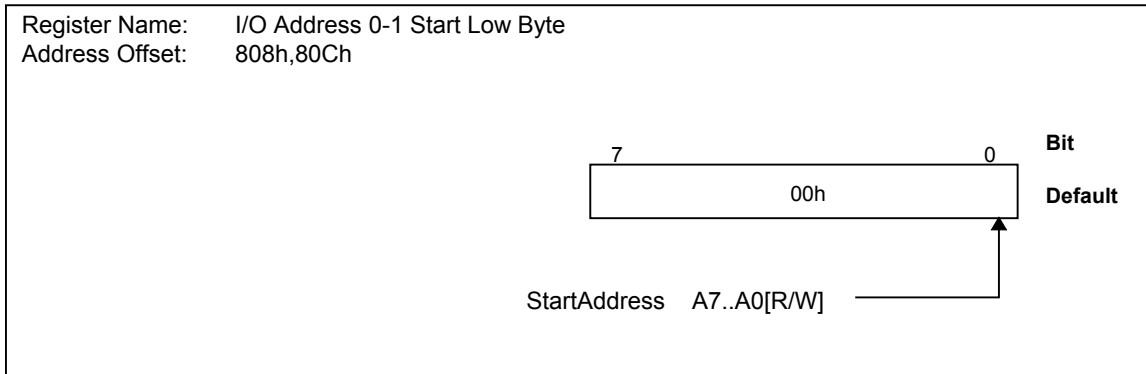 Register Name: I/O Address 0-1 Start Low Byte
Address Offset: 808h,80Ch
7 0 Bit
00h Default
StartAddress A7..A0[R/W]